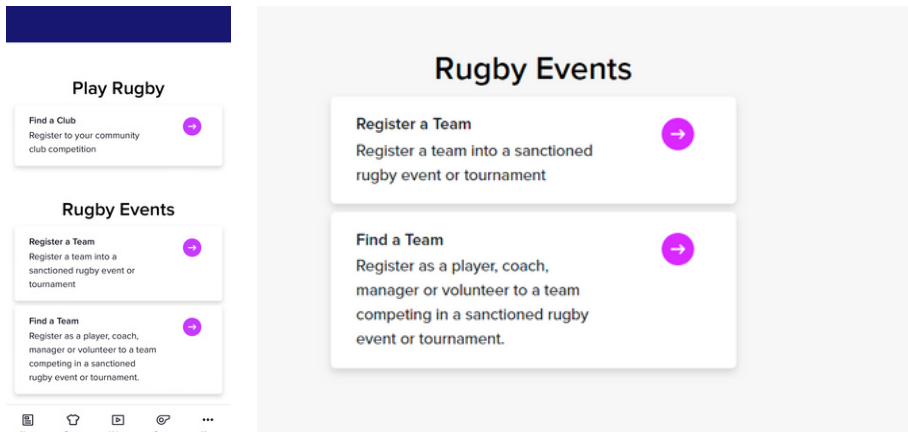 Play Rugby
Find a Club
Register to your community
club competition
Rugby Events
Register a Team
Register a team into a
sanctioned rugby event or
tournament
Find a Team
Register as a player, coach,
manager or volunteer to a team
competing in a sanctioned
rugby event or tournament.
Rugby Events
Register a Team
Register a team into a sanctioned
rugby event or tournament
Find a Team
Register as a player, coach,
manager or volunteer to a team
competing in a sanctioned rugby
event or tournament.